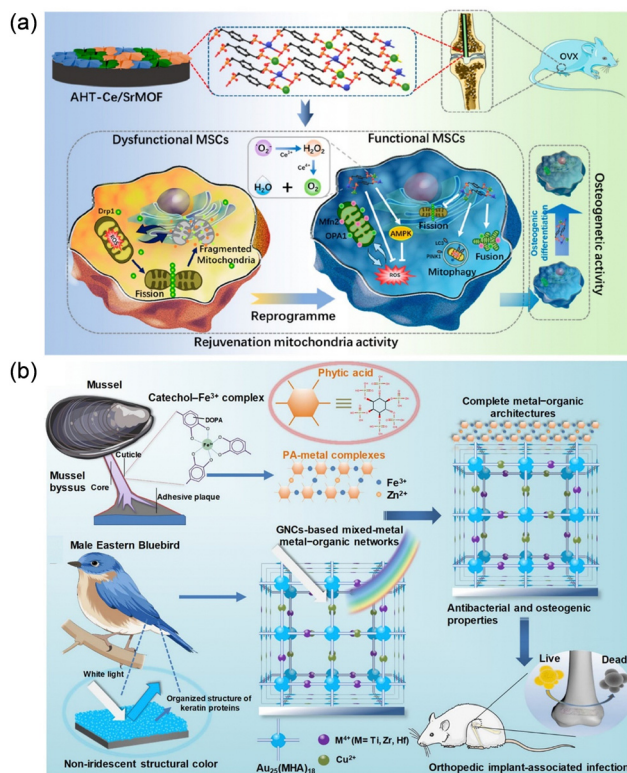 (a)
AHT-Ce/SrMOF
OVX
Dysfunctional MSCs
Functional MSCs
O₂⁻
Ce³⁺
H₂O₂
Ce⁴⁺
H₂O
+
O₂
Drp1
ROS
Fission
Fragmented
Mitochondria
Mfn2
OPA1
AMPK
ROS
Fission
LC3
PINK1
Mitophagy
Fusion
Reprogramme
Rejuvenation mitochondria activity
Osteogenic
differentiation
Osteogenetic activity
(b)
Mussel
Catechol–Fe³⁺ complex
DOPA
Fe³⁺
Cuticle
Mussel
byssus
Core
Adhesive plaque
Phytic acid
PA-metal complexes
Fe³⁺
Zn²⁺
Complete metal−organic
architectures
GNCs-based mixed-metal
metal−organic networks
Male Eastern Bluebird
White light
Organized structure of
keratin proteins
Non-iridescent structural color
Au₂₅(MHA)₁₈
M⁴⁺(M= Ti, Zr, Hf)
Cu²⁺
Antibacterial and osteogenic
properties
Live
Dead
Orthopedic implant-associated infection